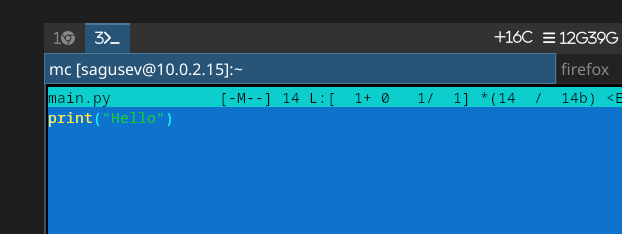 1 3>_ +16C 12G39G
mc [sagusev@10.0.2.15]:~ firefox
main.py [-M--] 14 L:[ 1+ 0 1/ 1] *(14 / 14b) <E
print("Hello")